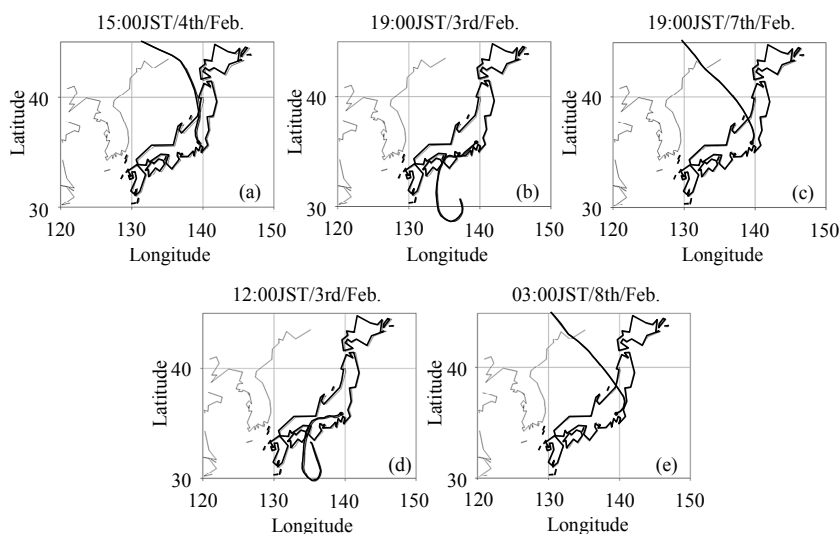 15:00JST/4th/Feb.
19:00JST/3rd/Feb.
19:00JST/7th/Feb.
Latitude
40
30
(a)
120
130
140
150
Longitude
Latitude
40
30
(b)
120
130
140
150
Longitude
Latitude
40
30
(c)
120
130
140
150
Longitude
12:00JST/3rd/Feb.
03:00JST/8th/Feb.
Latitude
40
30
(d)
120
130
140
150
Longitude
Latitude
40
30
(e)
120
130
140
150
Longitude